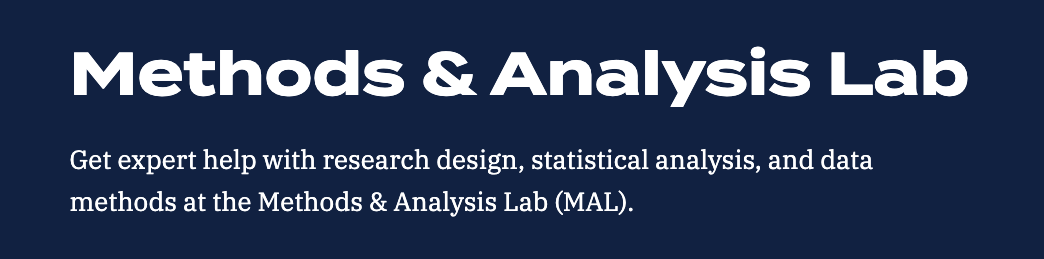 Methods & Analysis Lab
Get expert help with research design, statistical analysis, and data
methods at the Methods & Analysis Lab (MAL).